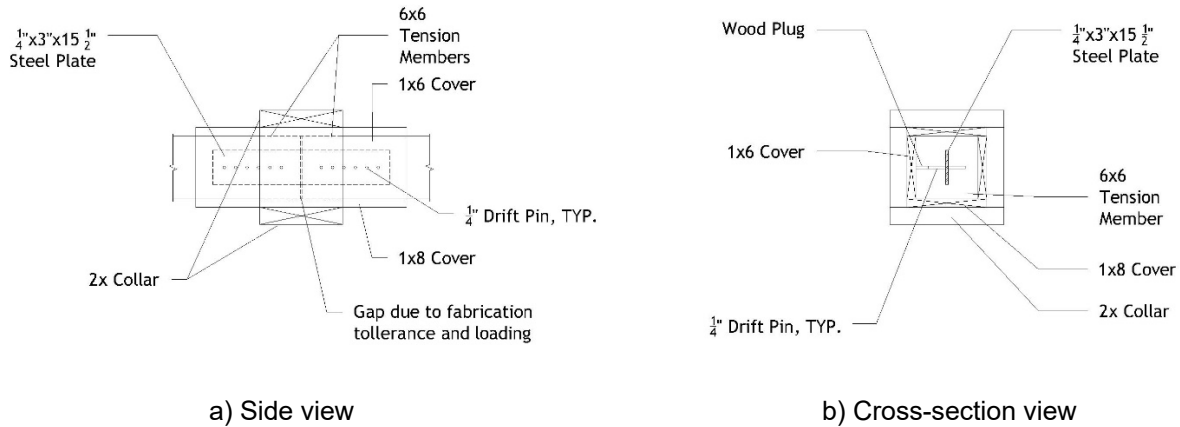 ¼"x3"x15 ½"
Steel Plate
6x6
Tension
Members
1x6 Cover
¼" Drift Pin, TYP.
1x8 Cover
2x Collar
Gap due to fabrication
tollerance and loading
a) Side view
Wood Plug
¼"x3"x15 ½"
Steel Plate
1x6 Cover
6x6
Tension
Member
1x8 Cover
2x Collar
¼" Drift Pin, TYP.
b) Cross-section view